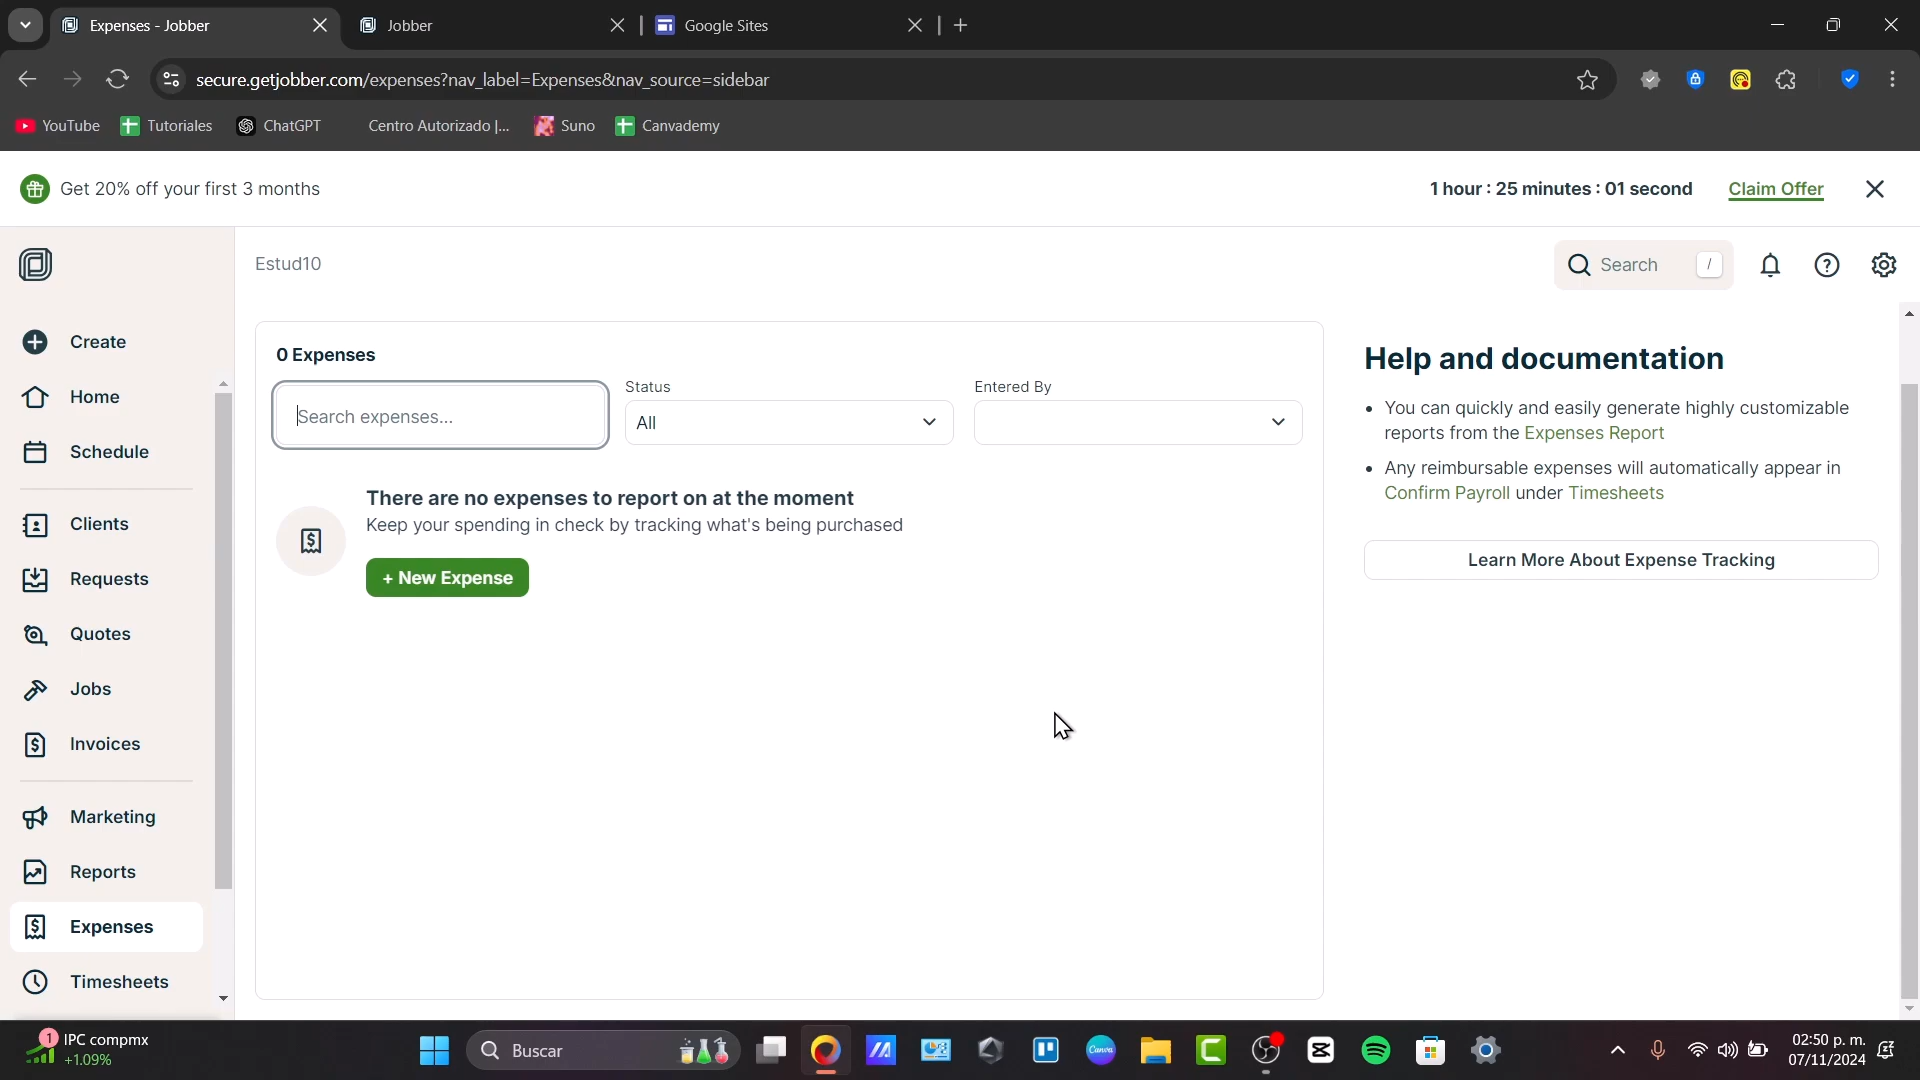 Expenses - Jobber
Jobber
Google Sites
secure.getjobber.com/expenses?nav_label=Expenses&nav_source=sidebar
YouTube
Tutoriales
ChatGPT
Centro Autorizado |...
Suno
Canvademy
Get 20% off your first 3 months
1 hour : 25 minutes : 01 second
Claim Offer
Estud10
Search /
Create
Home
Schedule
Clients
Requests
Quotes
Jobs
Invoices
Marketing
Reports
Expenses
Timesheets
0 Expenses
Search expenses...
Status
All
Entered By
There are no expenses to report on at the moment
Keep your spending in check by tracking what's being purchased
+ New Expense
Help and documentation
• You can quickly and easily generate highly customizable
reports from the Expenses Report
• Any reimbursable expenses will automatically appear in
Confirm Payroll under Timesheets
Learn More About Expense Tracking
1
IPC compmx
+1.09%
Buscar
Canva
02:50 p. m.
07/11/2024